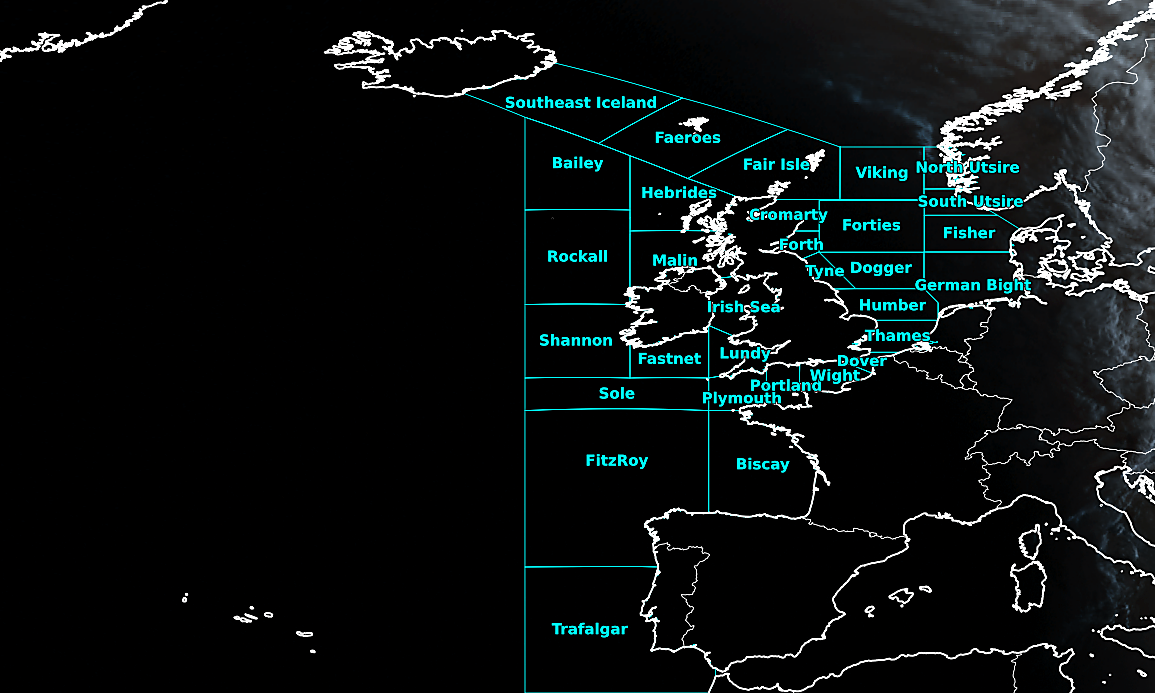 Southeast Iceland
Faeroes
Bailey
Fair Isle
Viking
North Utsire
Hebrides
South Utsire
Cromarty
Forties
Fisher
Forth
Rockall
Malin
Tyne
Dogger
German Bight
Irish Sea
Humber
Shannon
Thames
Fastnet
Lundy
Dover
Wight
Portland
Sole
Plymouth
FitzRoy
Biscay
Trafalgar